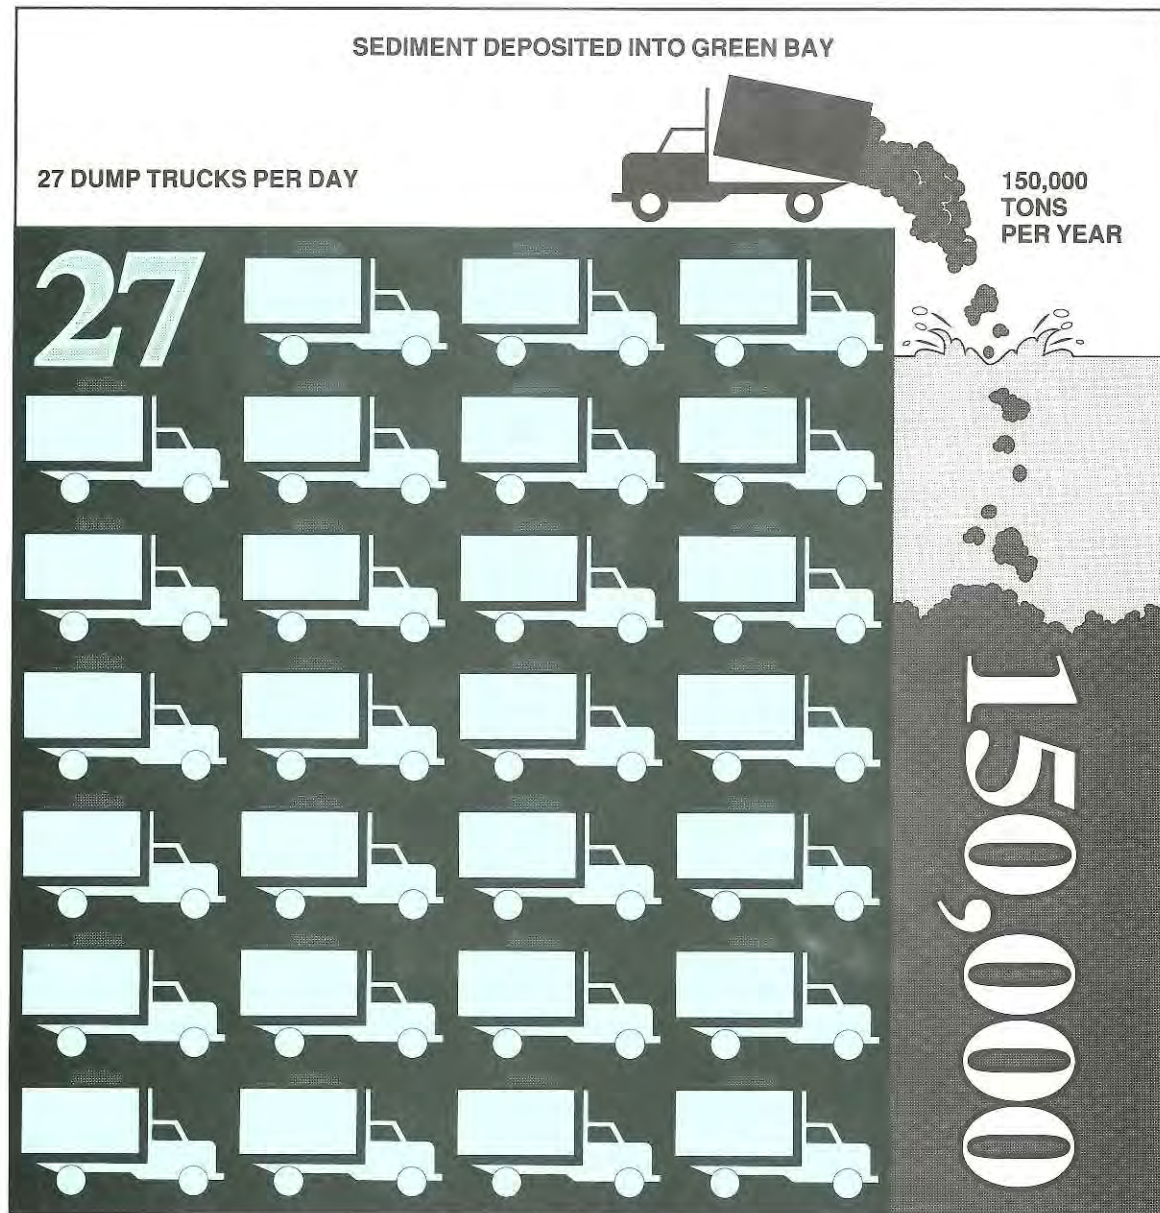 SEDIMENT DEPOSITED INTO GREEN BAY
27 DUMP TRUCKS PER DAY
150,000
TONS
PER YEAR
27
150,000